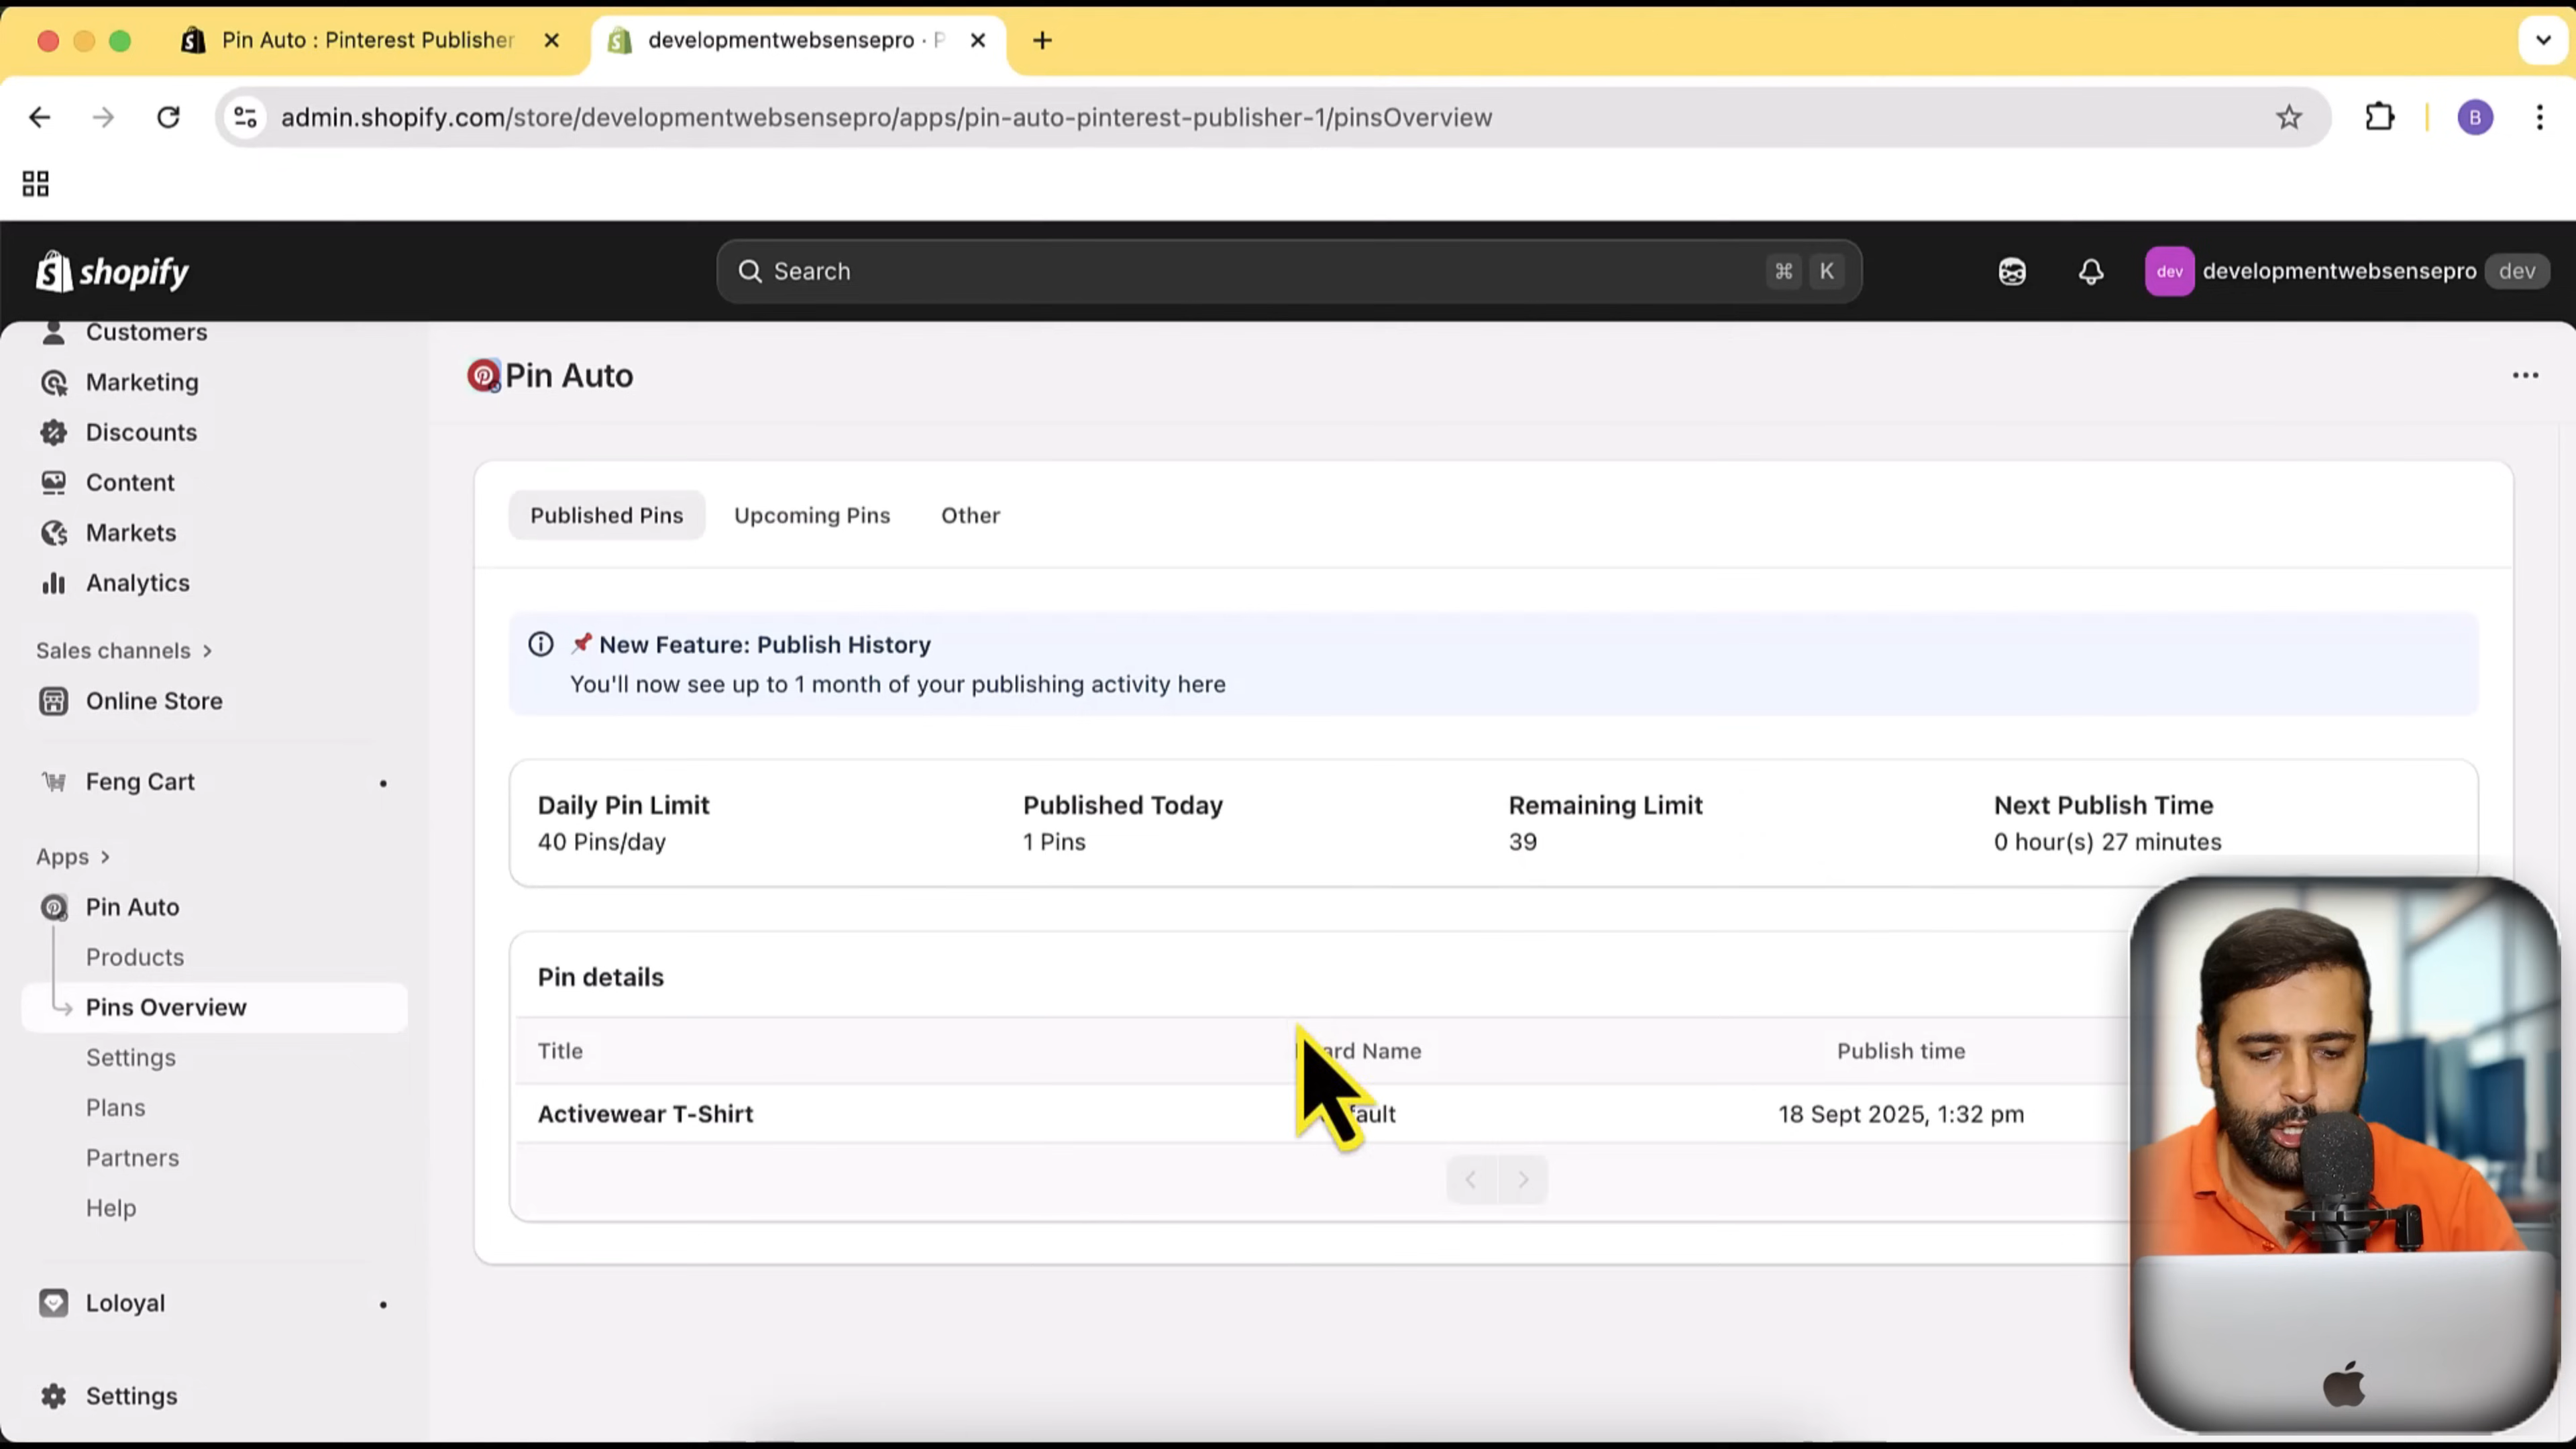 Pin Auto : Pinterest Publisher
developmentwebsensepro ·
admin.shopify.com/store/developmentwebsensepro/apps/pin-auto-pinterest-publisher-1/pinsOverview
B
shopify
Search
⌘ K
dev developmentwebsensepro dev
Customers
Marketing
Discounts
Content
Markets
Analytics
Sales channels
Online Store
Feng Cart
Apps
Pin Auto
Products
Pins Overview
Settings
Plans
Partners
Help
Loloyal
Settings
Pin Auto
Published Pins Upcoming Pins Other
New Feature: Publish History
You'll now see up to 1 month of your publishing activity here
Daily Pin Limit Published Today Remaining Limit Next Publish Time
40 Pins/day 1 Pins 39 0 hour(s) 27 minutes
Pin details
Title Name Publish time
Activewear T-Shirt 18 Sept 2025, 1:32 pm